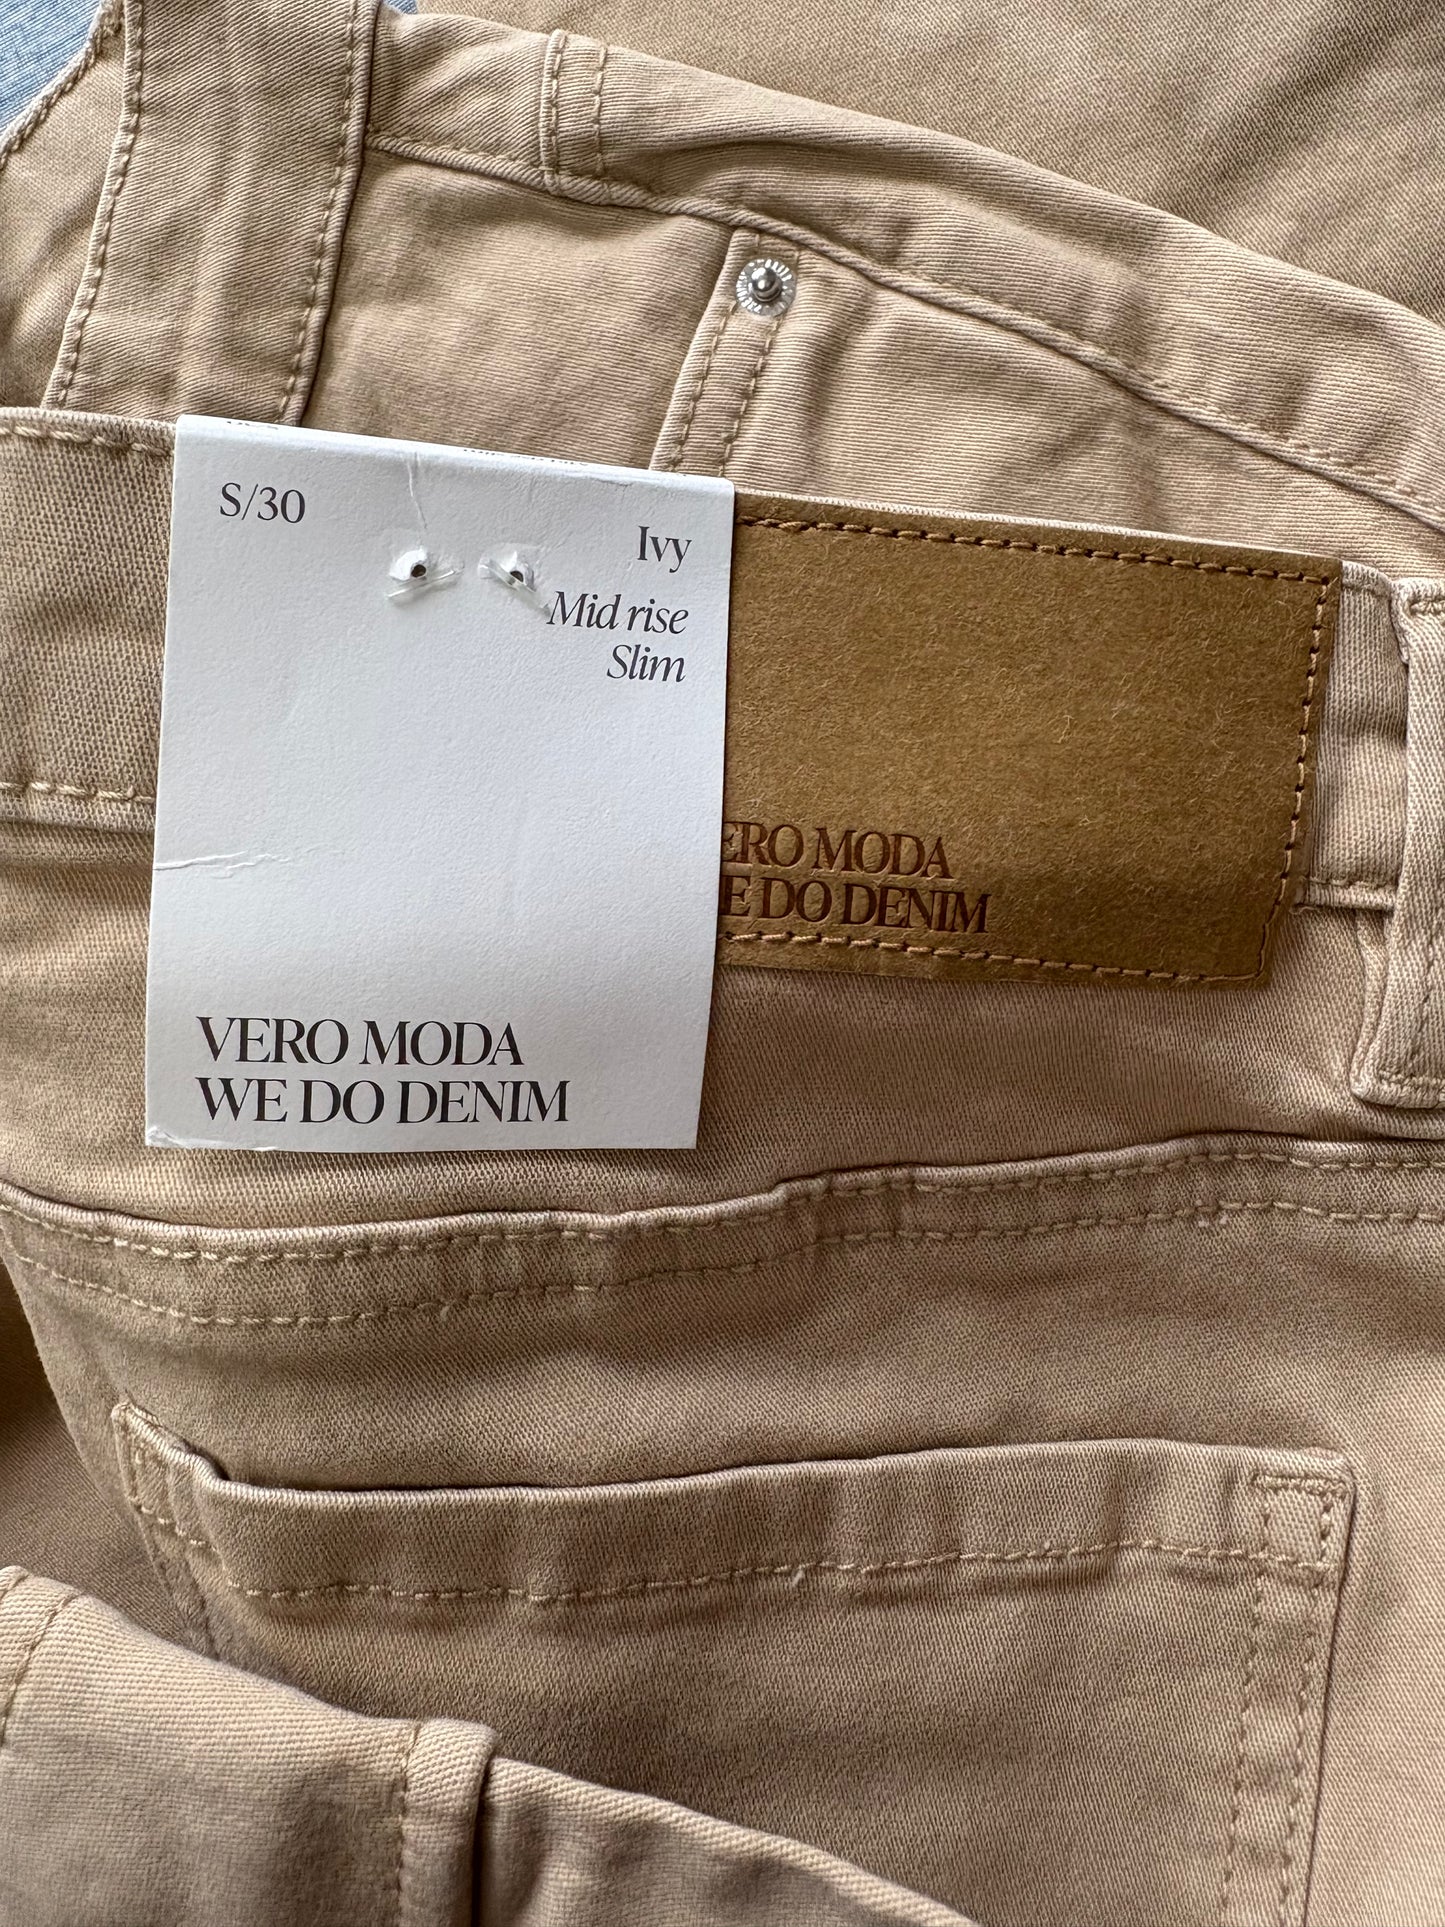 S/30
Ivy
Mid rise
Slim
ERO MODA
E DO DENIM
VERO MODA
WE DO DENIM